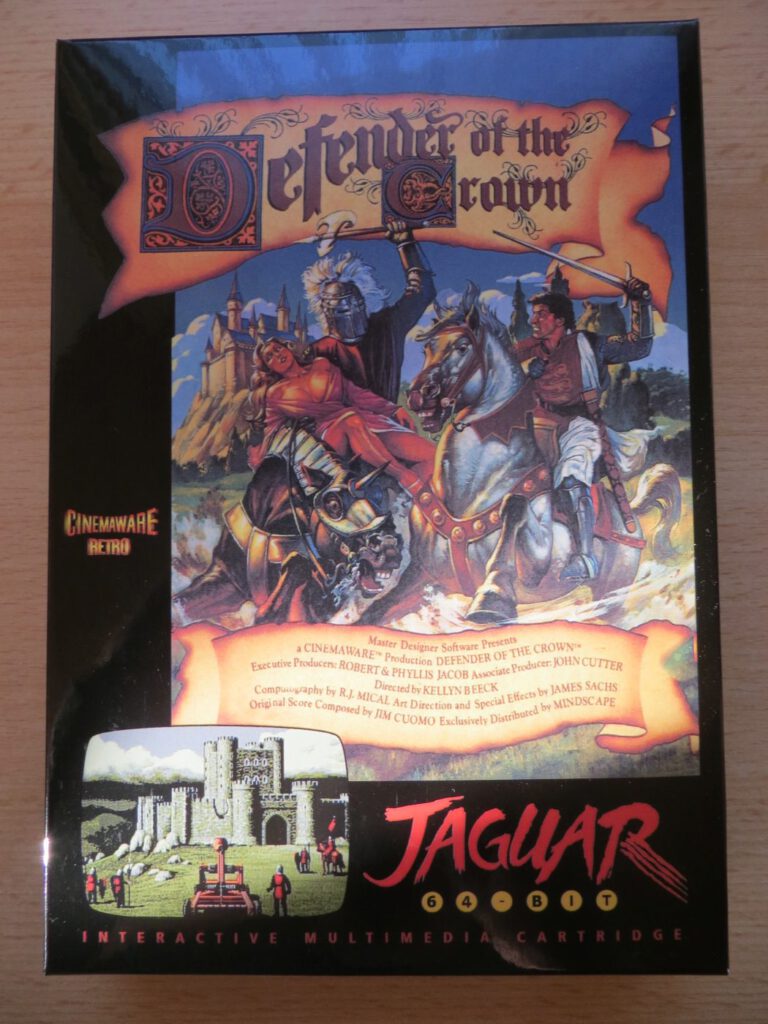 Defender of the
Crown
CINEMAWARE
RETRO
Master Designer Software Presents
a CINEMAWARE™ Production DEFENDER OF THE CROWN™
Executive Producers: ROBERT & PHYLLIS JACOB Associate Producer: JOHN CUTTER
Directed by KELLYN BEECK
Computography by R.J. MICAL Art Direction and Special Effects by JAMES SACHS
Original Score Composed by JIM CUOMO Exclusively Distributed by MINDSCAPE
JAGUAR
64-BIT
INTERACTIVE MULTIMEDIA CARTRIDGE